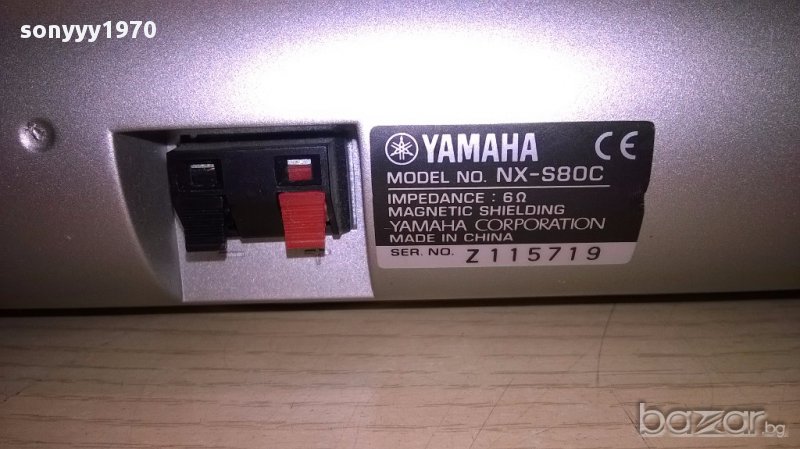 sonyyy1970
YAMAHA CE
MODEL NO. NX-S80C
IMPEDANCE : 6Ω
MAGNETIC SHIELDING
YAMAHA CORPORATION
MADE IN CHINA
SER. NO. Z115719
bazar.bg